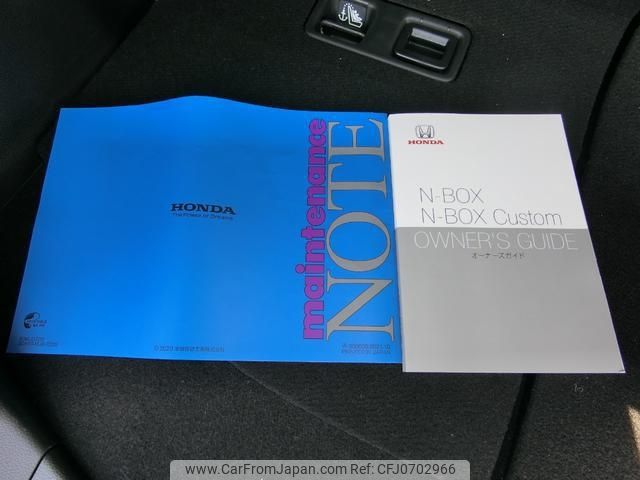 HONDA
The Power of Dreams
maintenance
NOTE
HONDA
N-BOX
N-BOX Custom
OWNER'S GUIDE
オーナーズガイド
www.CarFromJapan.com CFJ0702966